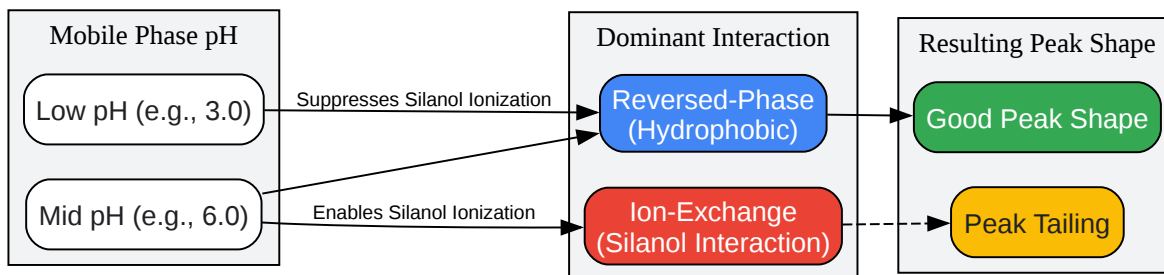 Mobile Phase pH
Low pH (e.g., 3.0)
Mid pH (e.g., 6.0)
Suppresses Silanol Ionization
Enables Silanol Ionization
Dominant Interaction
Reversed-Phase
(Hydrophobic)
Ion-Exchange
(Silanol Interaction)
Resulting Peak Shape
Good Peak Shape
Peak Tailing